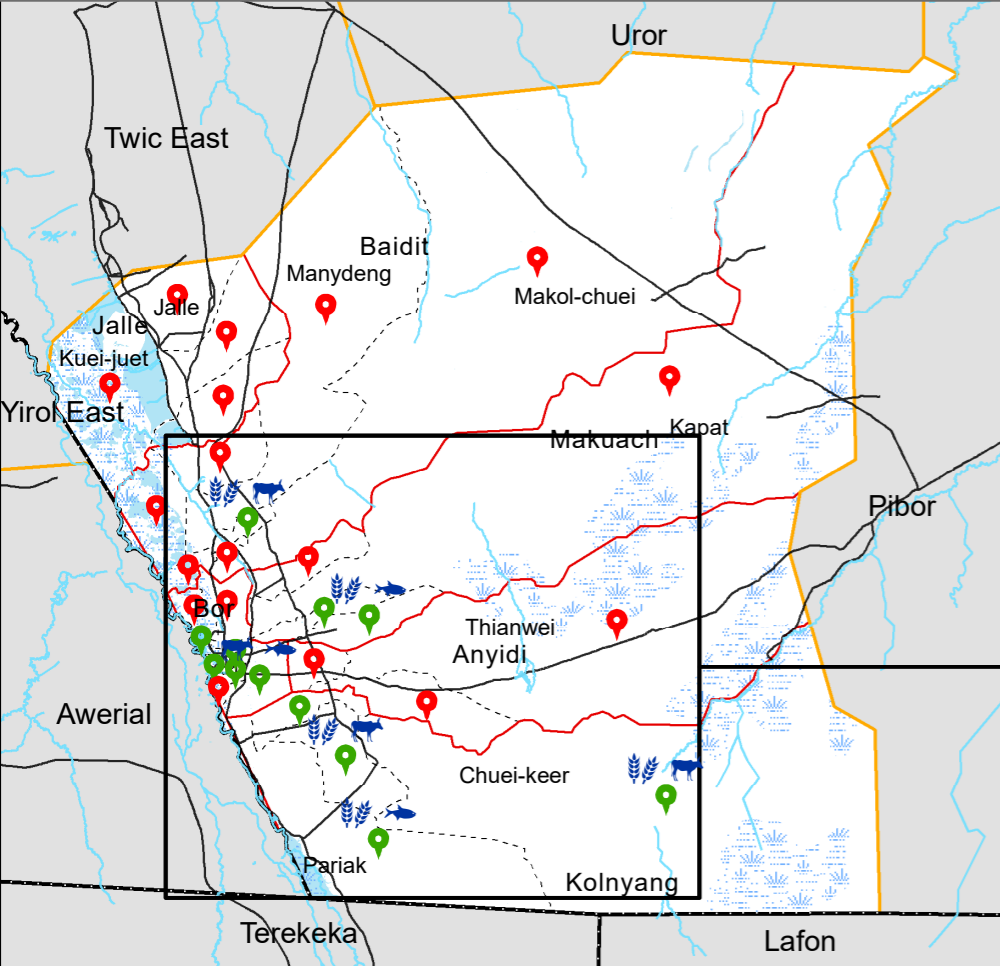 Uror
Twic East
Baidit
Manydeng
Makol-chuei
Jalle
Jalle
Kuei-juet
Yirol East
Kapat
Makuach
Pibor
Bor
Thianwei
Anyidi
Awerial
Chuei-keer
Pariak
Kolnyang
Terekeka
Lafon